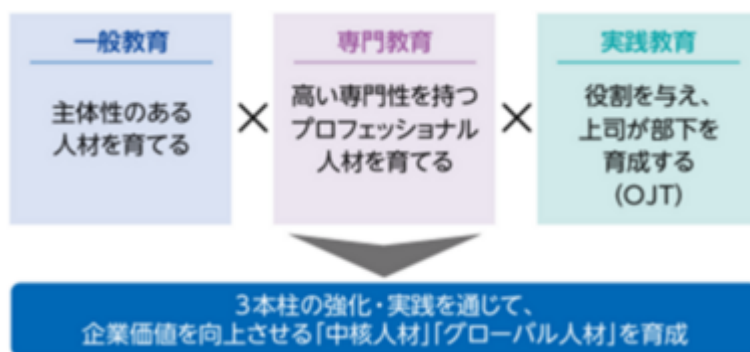 一般教育
主体性のある
人材を育てる
×
専門教育
高い専門性を持つ
プロフェッショナル
人材を育てる
×
実践教育
役割を与え、
上司が部下を
育成する
(OJT)
3本柱の強化・実践を通じて、
企業価値を向上させる「中核人材」「グローバル人材」を育成